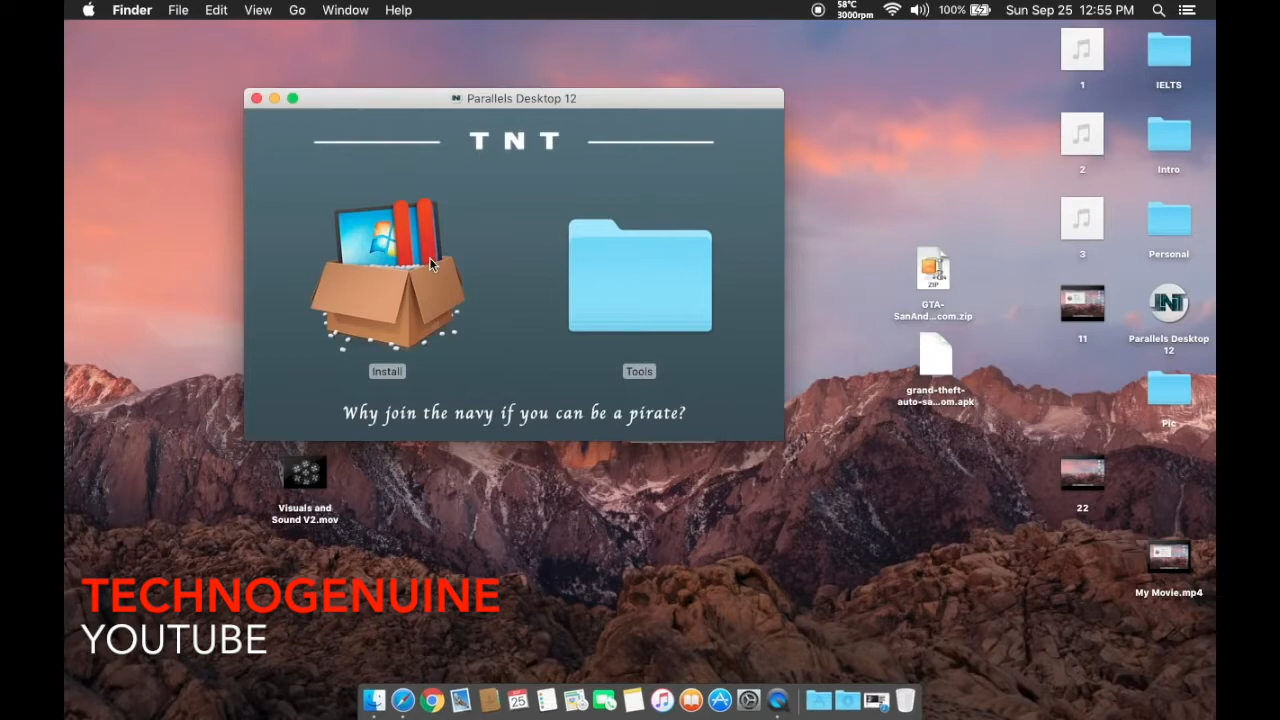 Finder File Edit View Go Window Help
58°C
3000rpm
100%
Sun Sep 25 12:55 PM
Parallels Desktop 12
TNT
Install
Tools
Why join the navy if you can be a pirate?
1
IELTS
2
Intro
3
Personal
ZIP
GTA-
SanAnd...com.zip
11
Parallels Desktop
12
grand-theft-
auto-sa...om.apk
Pic
Visuals and
Sound V2.mov
22
My Movie.mp4
TECHNOGENUINE
YOUTUBE
25